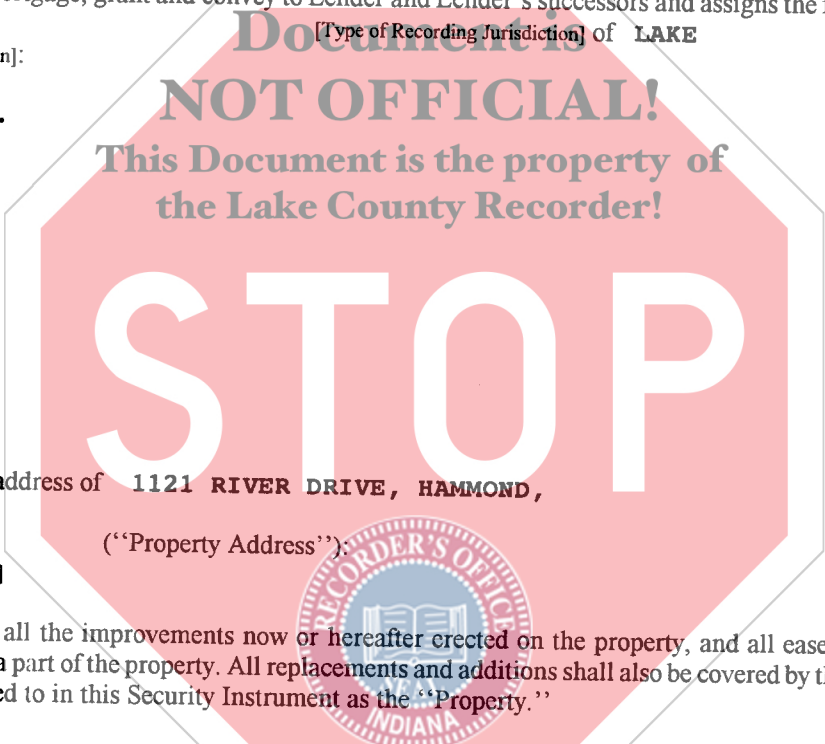 grant and convey to Lender and Lender's successors and assigns the
Document is
[Type of Recording Jurisdiction] of LAKE
n]:
NOT OFFICIAL!
This Document is the property of
the Lake County Recorder!
STOP
address of 1121 RIVER DRIVE, HAMMOND,
(“Property Address”):
RECORDER'S OFFICE
all the improvements now or hereafter erected on the property, and all ease
a part of the property. All replacements and additions shall also be covered by t
ed to in this Security Instrument as the “Property.”
SEAL
INDIANA